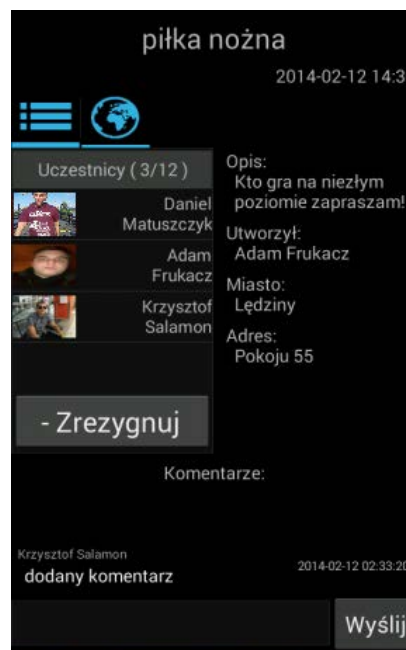 piłka nożna
2014-02-12 14:3
Uczestnicy ( 3/12 )
Daniel
Matuszczyk
Adam
Frukacz
Krzysztof
Salamon
- Zrezygnuj
Opis:
Kto gra na niezłym
poziomie zapraszam!
Utworzył:
Adam Frukacz
Miasto:
Lędziny
Adres:
Pokoju 55
Komentarze:
Krzysztof Salamon
dodany komentarz
2014-02-12 02:33:20
Wyślij